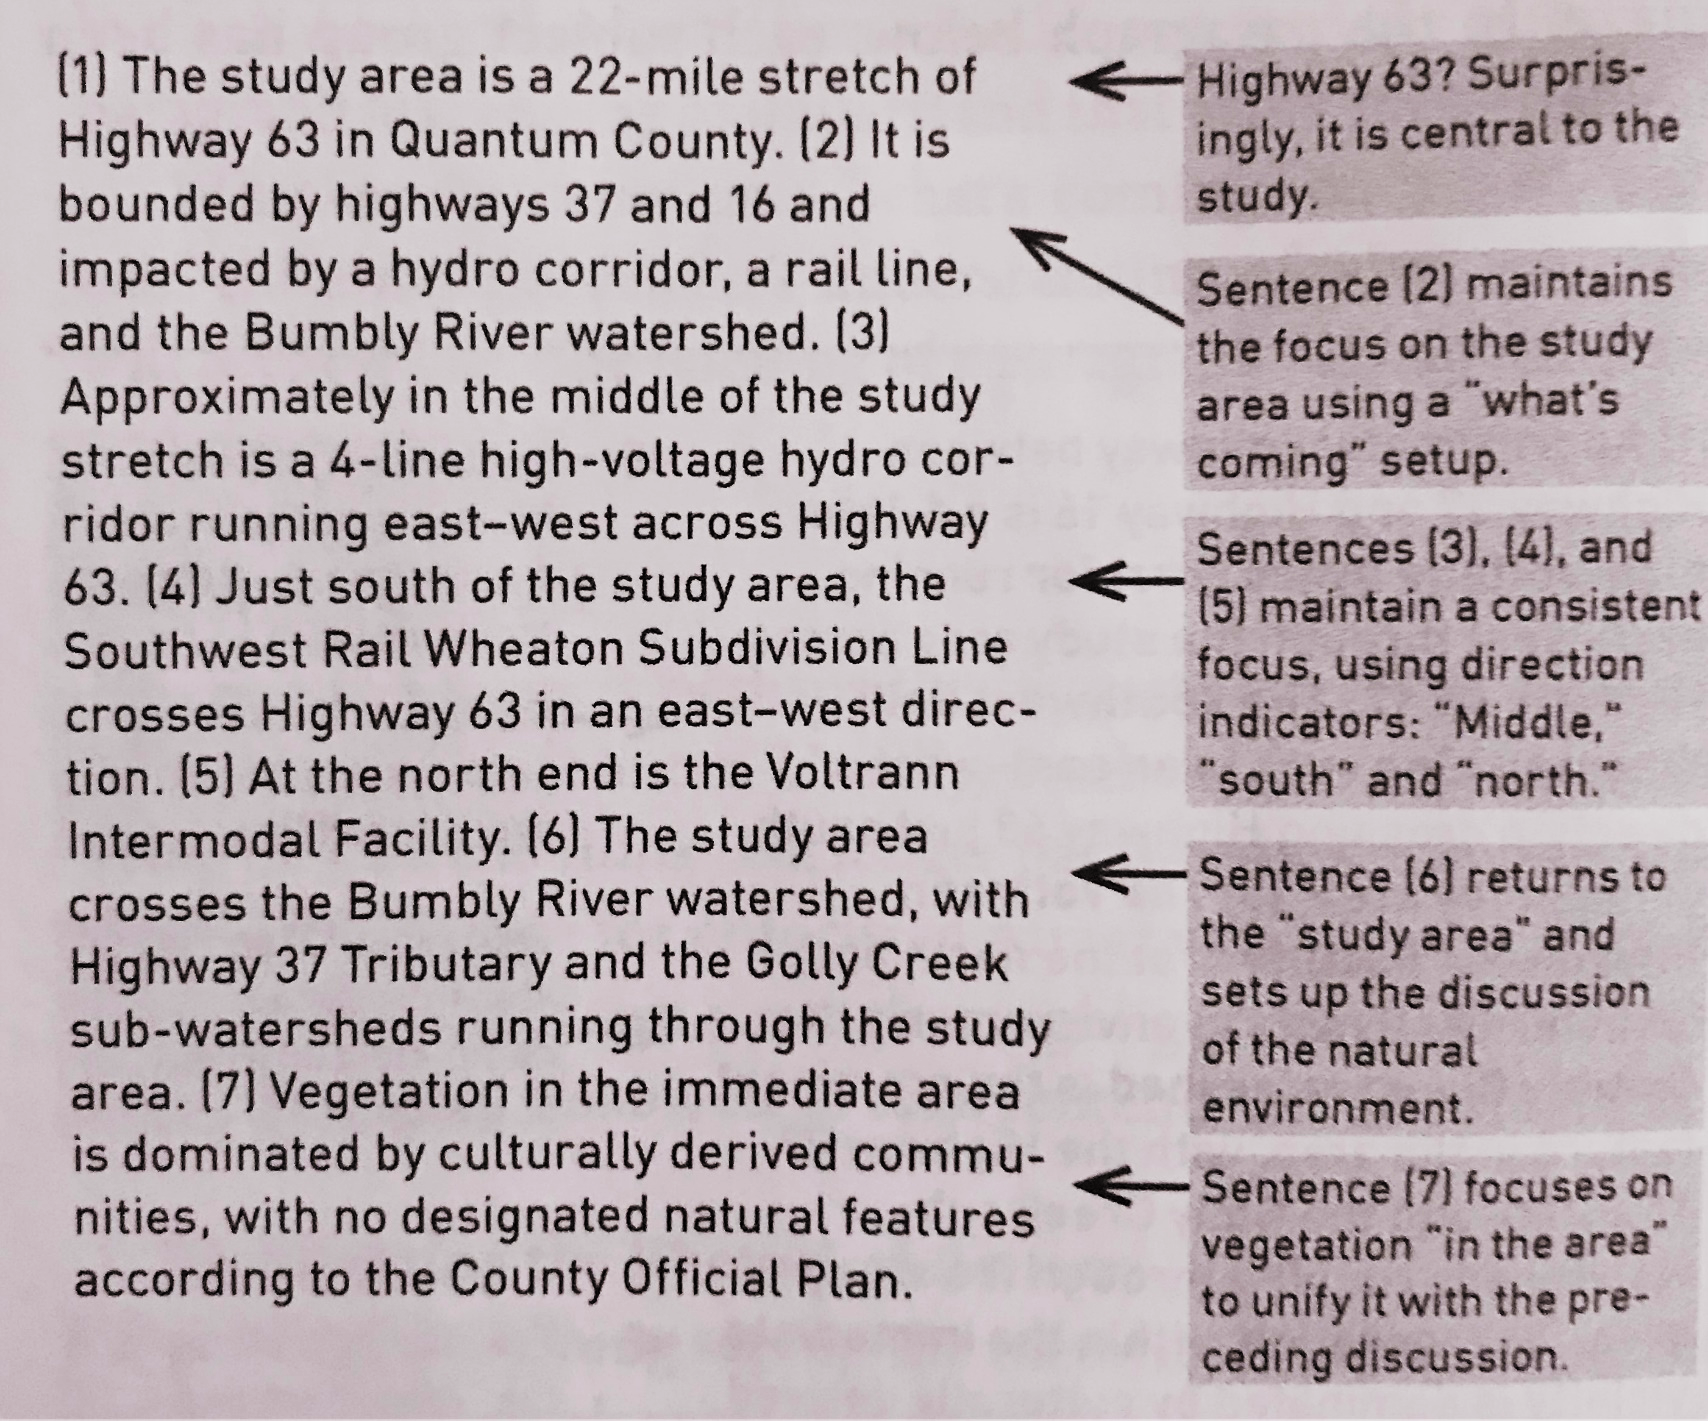 (1) The study area is a 22-mile stretch of
Highway 63 in Quantum County. (2) It is
bounded by highways 37 and 16 and
impacted by a hydro corridor, a rail line,
and the Bumbly River watershed. (3)
Approximately in the middle of the study
stretch is a 4-line high-voltage hydro cor-
ridor running east–west across Highway
63. (4) Just south of the study area, the
Southwest Rail Wheaton Subdivision Line
crosses Highway 63 in an east–west direc-
tion. (5) At the north end is the Voltrann
Intermodal Facility. (6) The study area
crosses the Bumbly River watershed, with
Highway 37 Tributary and the Golly Creek
sub-watersheds running through the study
area. (7) Vegetation in the immediate area
is dominated by culturally derived commu-
nities, with no designated natural features
according to the County Official Plan.
Highway 63? Surpris-
ingly, it is central to the
study.
Sentence (2) maintains
the focus on the study
area using a "what's
coming" setup.
Sentences (3), (4), and
(5) maintain a consistent
focus, using direction
indicators: "Middle,"
"south" and "north."
Sentence (6) returns to
the "study area" and
sets up the discussion
of the natural
environment.
Sentence (7) focuses on
vegetation "in the area"
to unify it with the pre-
ceding discussion.